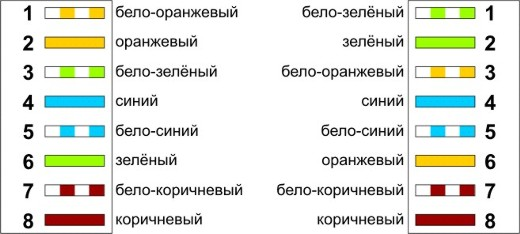 1 бело-оранжевый бело-зелёный 1
2 оранжевый зелёный 2
3 бело-зелёный бело-оранжевый 3
4 синий синий 4
5 бело-синий бело-синий 5
6 зелёный оранжевый 6
7 бело-коричневый бело-коричневый 7
8 коричневый коричневый 8